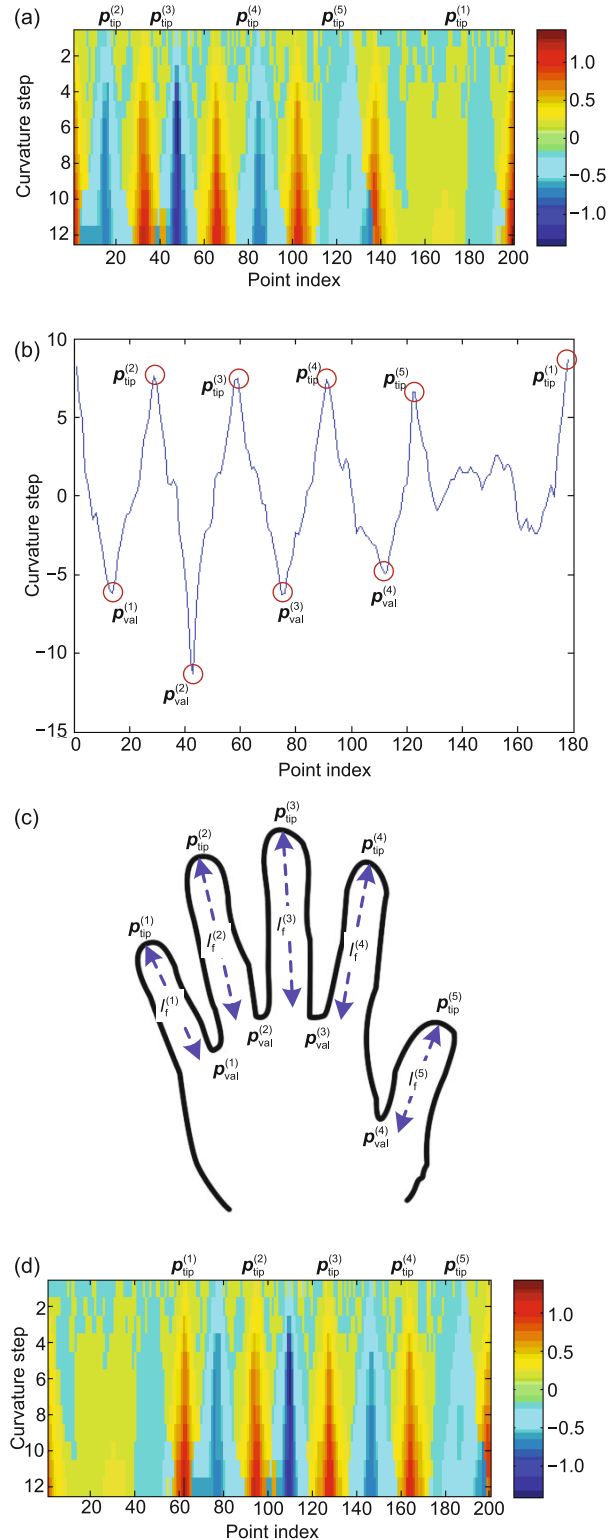 (a)
p_tip^(2) p_tip^(3) p_tip^(4) p_tip^(5) p_tip^(1)
Curvature step
2
4
6
8
10
12
20 40 60 80 100 120 140 160 180 200
Point index
1.0
0.5
0
−0.5
−1.0
(b)
Curvature step
10
5
0
−5
−10
−15
p_tip^(2) p_tip^(3) p_tip^(4) p_tip^(5) p_tip^(1)
p_val^(1) p_val^(2) p_val^(3) p_val^(4)
0 20 40 60 80 100 120 140 160 180
Point index
(c)
p_tip^(3)
p_tip^(2) p_tip^(4)
p_tip^(1)
l_f^(3)
l_f^(2) l_f^(4)
l_f^(1)
p_tip^(5)
p_val^(2) p_val^(3)
p_val^(1)
l_f^(5)
p_val^(4)
(d)
p_tip^(1) p_tip^(2) p_tip^(3) p_tip^(4) p_tip^(5)
Curvature step
2
4
6
8
10
12
20 40 60 80 100 120 140 160 180 200
Point index
1.0
0.5
0
−0.5
−1.0